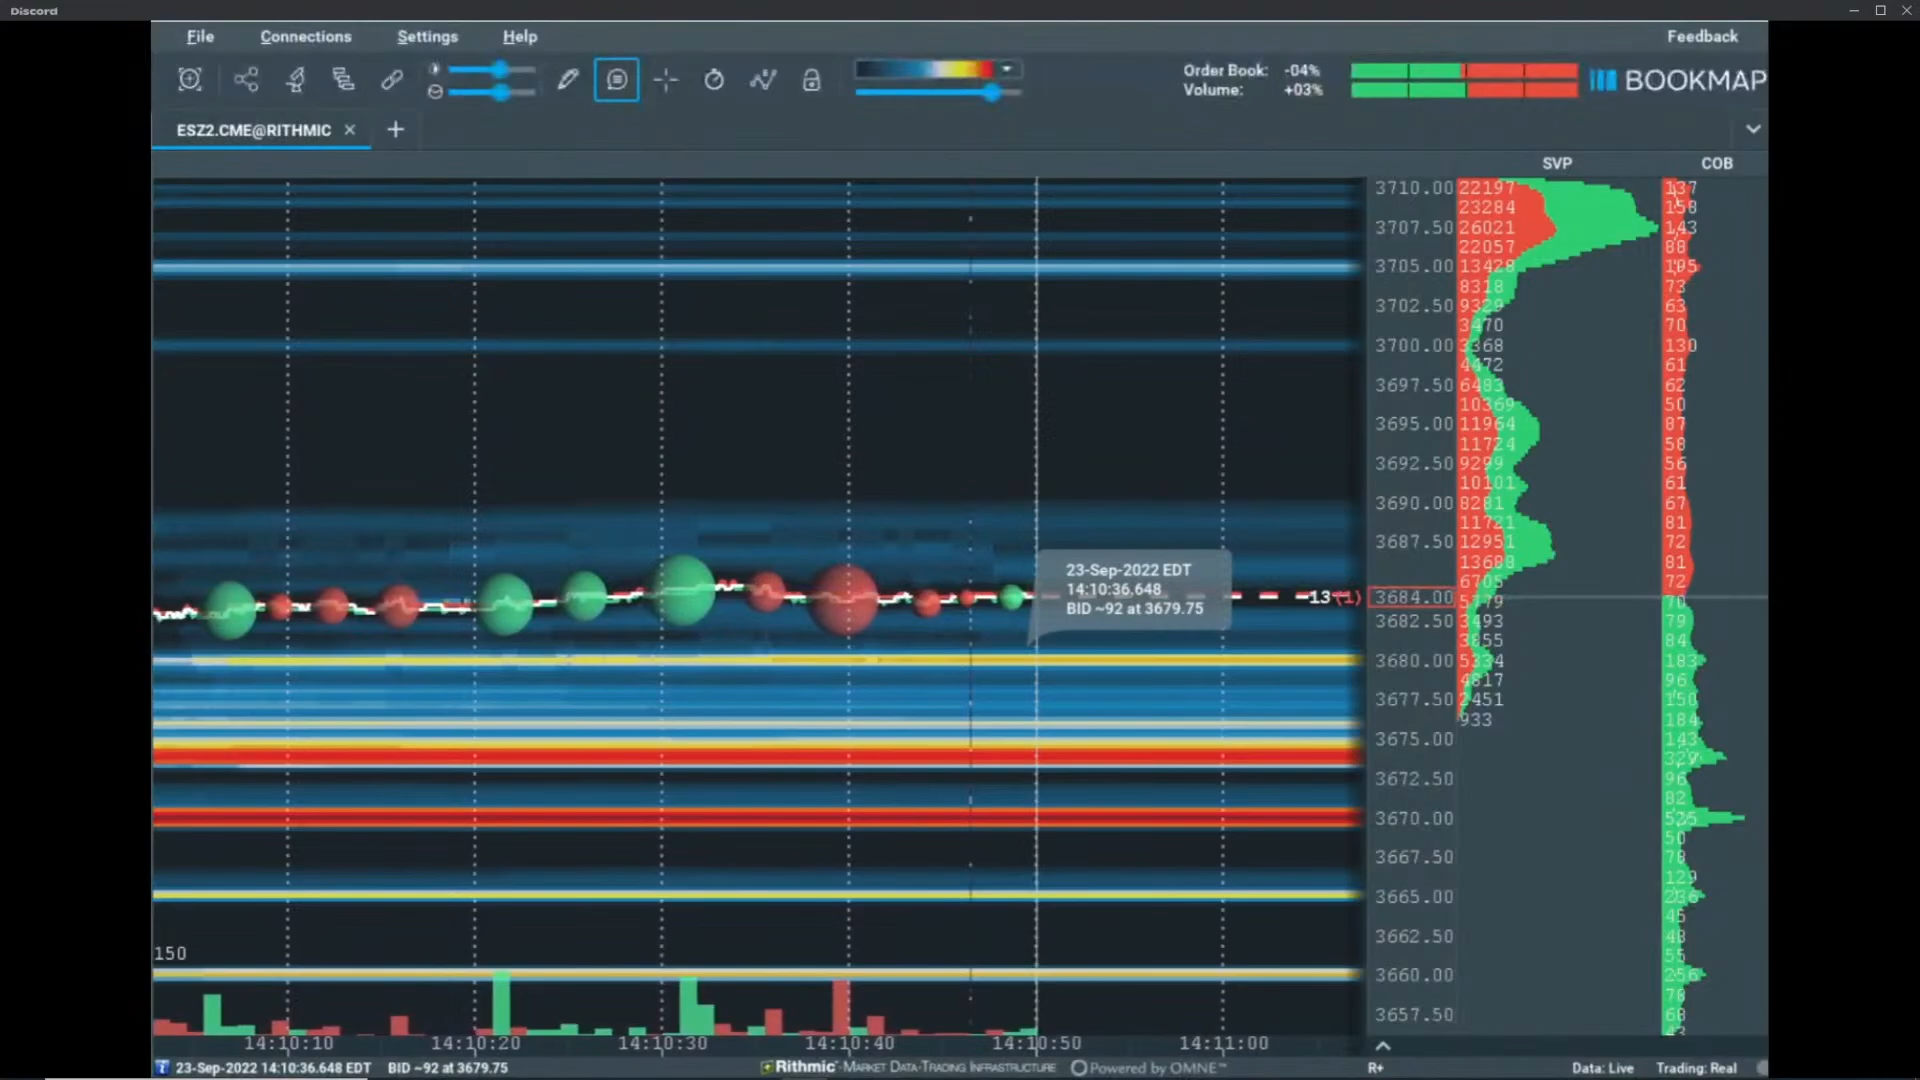 Discord
File Connections Settings Help Feedback
Order Book: -04%
Volume: +03%
BOOKMAP
ESZ2.CME@RITHMIC × +
SVP COB
3710.00 22197 137
23284 158
3707.50 26021 143
22057 88
3705.00 13428 195
8318 73
3702.50 9329 63
3470 70
3700.00 3368 130
4472 61
3697.50 6483 62
10369 50
3695.00 11964 87
11724 58
3692.50 9299 56
10101 61
3690.00 8281 67
11721 81
3687.50 12951 72
13688 81
6705 72
23-Sep-2022 EDT
14:10:36.648
BID ~92 at 3679.75
13(1) 3684.00 5779 70
3682.50 3493 79
3855 84
3680.00 5334 183
4817 96
3677.50 2451 150
933 184
3675.00 143
329
3672.50 96
82
3670.00 525
50
3667.50 78
129
3665.00 236
45
3662.50 48
55
150
3660.00 256
78
3657.50 68
43
14:10:10 14:10:20 14:10:30 14:10:40 14:10:50 14:11:00
23-Sep-2022 14:10:36.648 EDT BID ~92 at 3679.75 Rithmic MARKET DATA-TRADING INFRASTRUCTURE Powered by OMNE™ R+ Data: Live Trading: Real